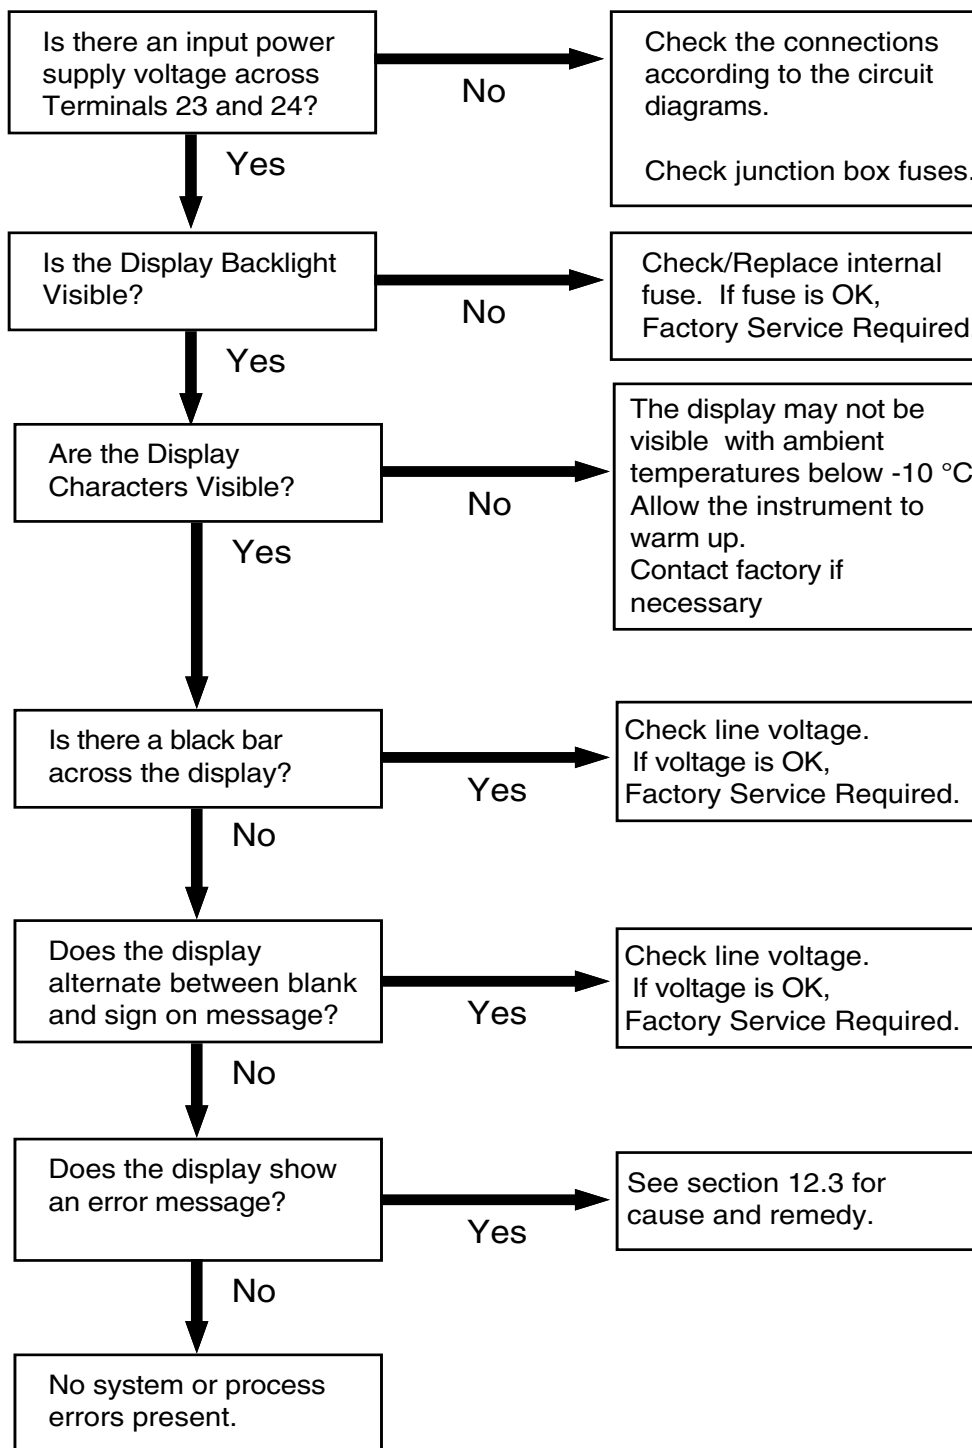 Is there an input power
supply voltage across
Terminals 23 and 24?
No
Check the connections
according to the circuit
diagrams.
Check junction box fuses.
Yes
Is the Display Backlight
Visible?
No
Check/Replace internal
fuse. If fuse is OK,
Factory Service Required.
Yes
Are the Display
Characters Visible?
No
The display may not be
visible with ambient
temperatures below -10 °C
Allow the instrument to
warm up.
Contact factory if
necessary
Yes
Is there a black bar
across the display?
Yes
Check line voltage.
If voltage is OK,
Factory Service Required.
No
Does the display
alternate between blank
and sign on message?
Yes
Check line voltage.
If voltage is OK,
Factory Service Required.
No
Does the display show
an error message?
Yes
See section 12.3 for
cause and remedy.
No
No system or process
errors present.